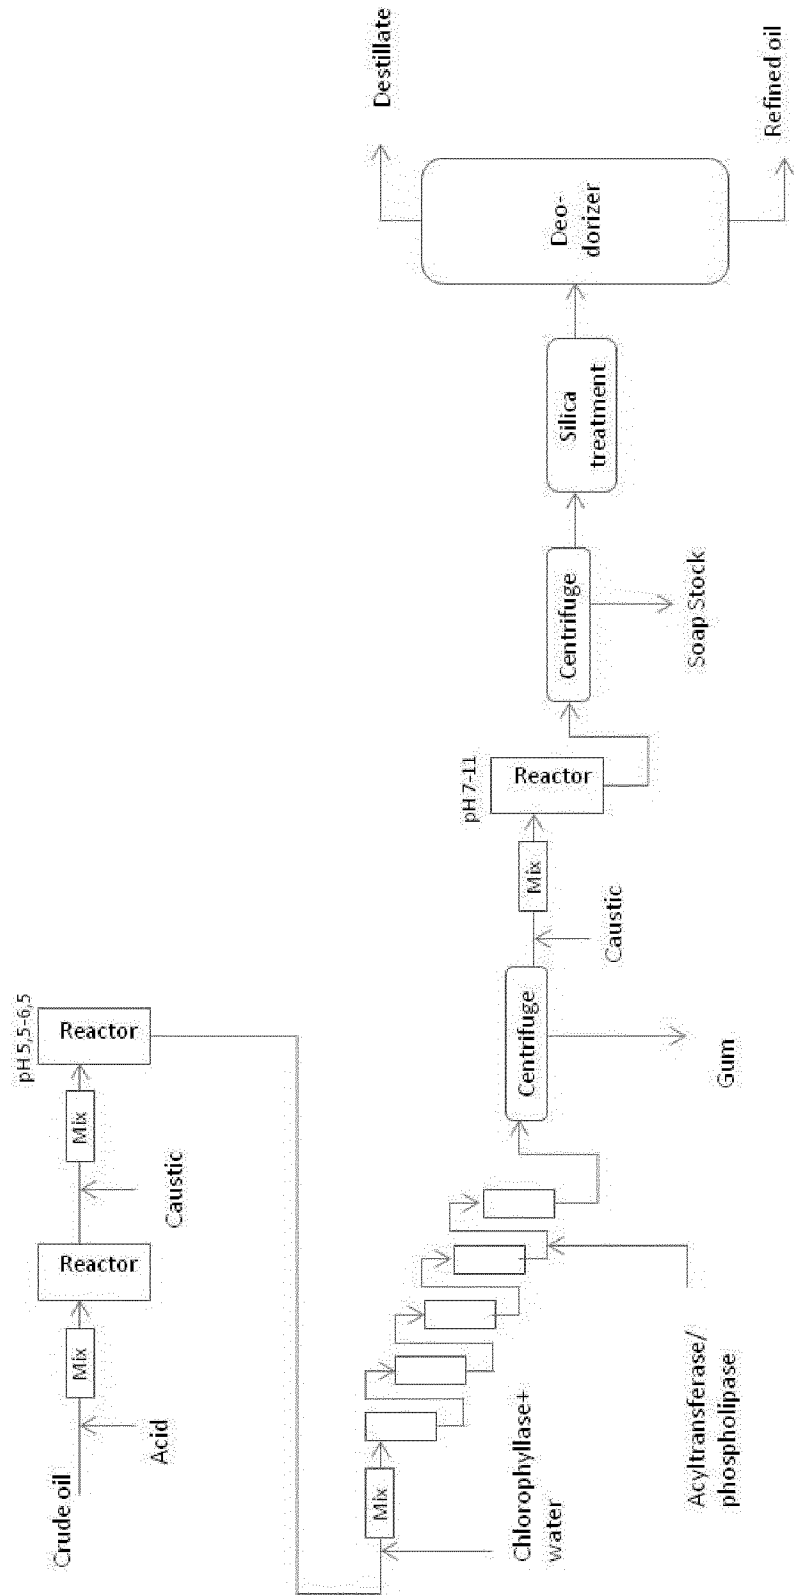 Crude oil
Acid
Mix
Reactor
Caustic
Mix
Reactor
pH 5,5-6,5
Chlorophyllase+
water
Mix
Acyltransferase/
phospholipase
Centrifuge
Gum
Caustic
Mix
Reactor
pH 7-11
Centrifuge
Soap Stock
Silica
treatment
Deo-
dorizer
Destillate
Refined oil